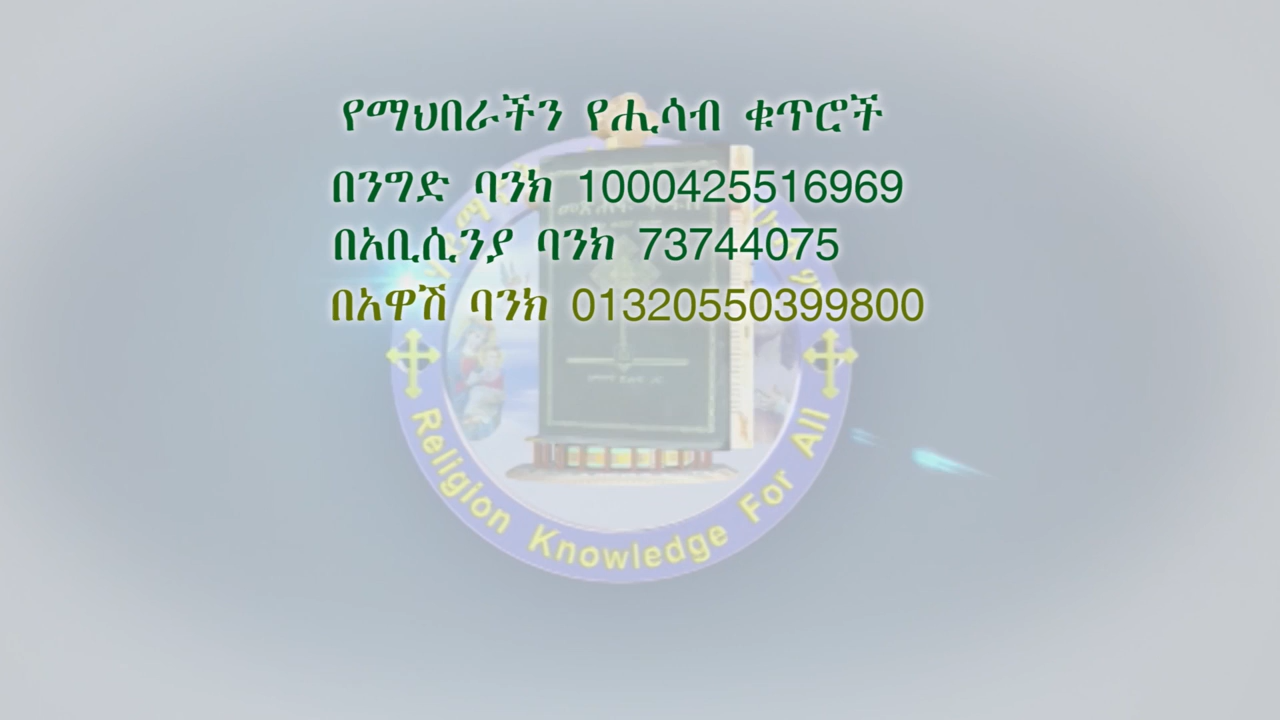 የማህበራችን የሒሳብ ቁጥሮች
በንግድ ባንክ 1000425516969
በአቢሲንያ ባንክ 73744075
በአዋሽ ባንክ 01320550399800
Religion Knowledge For All